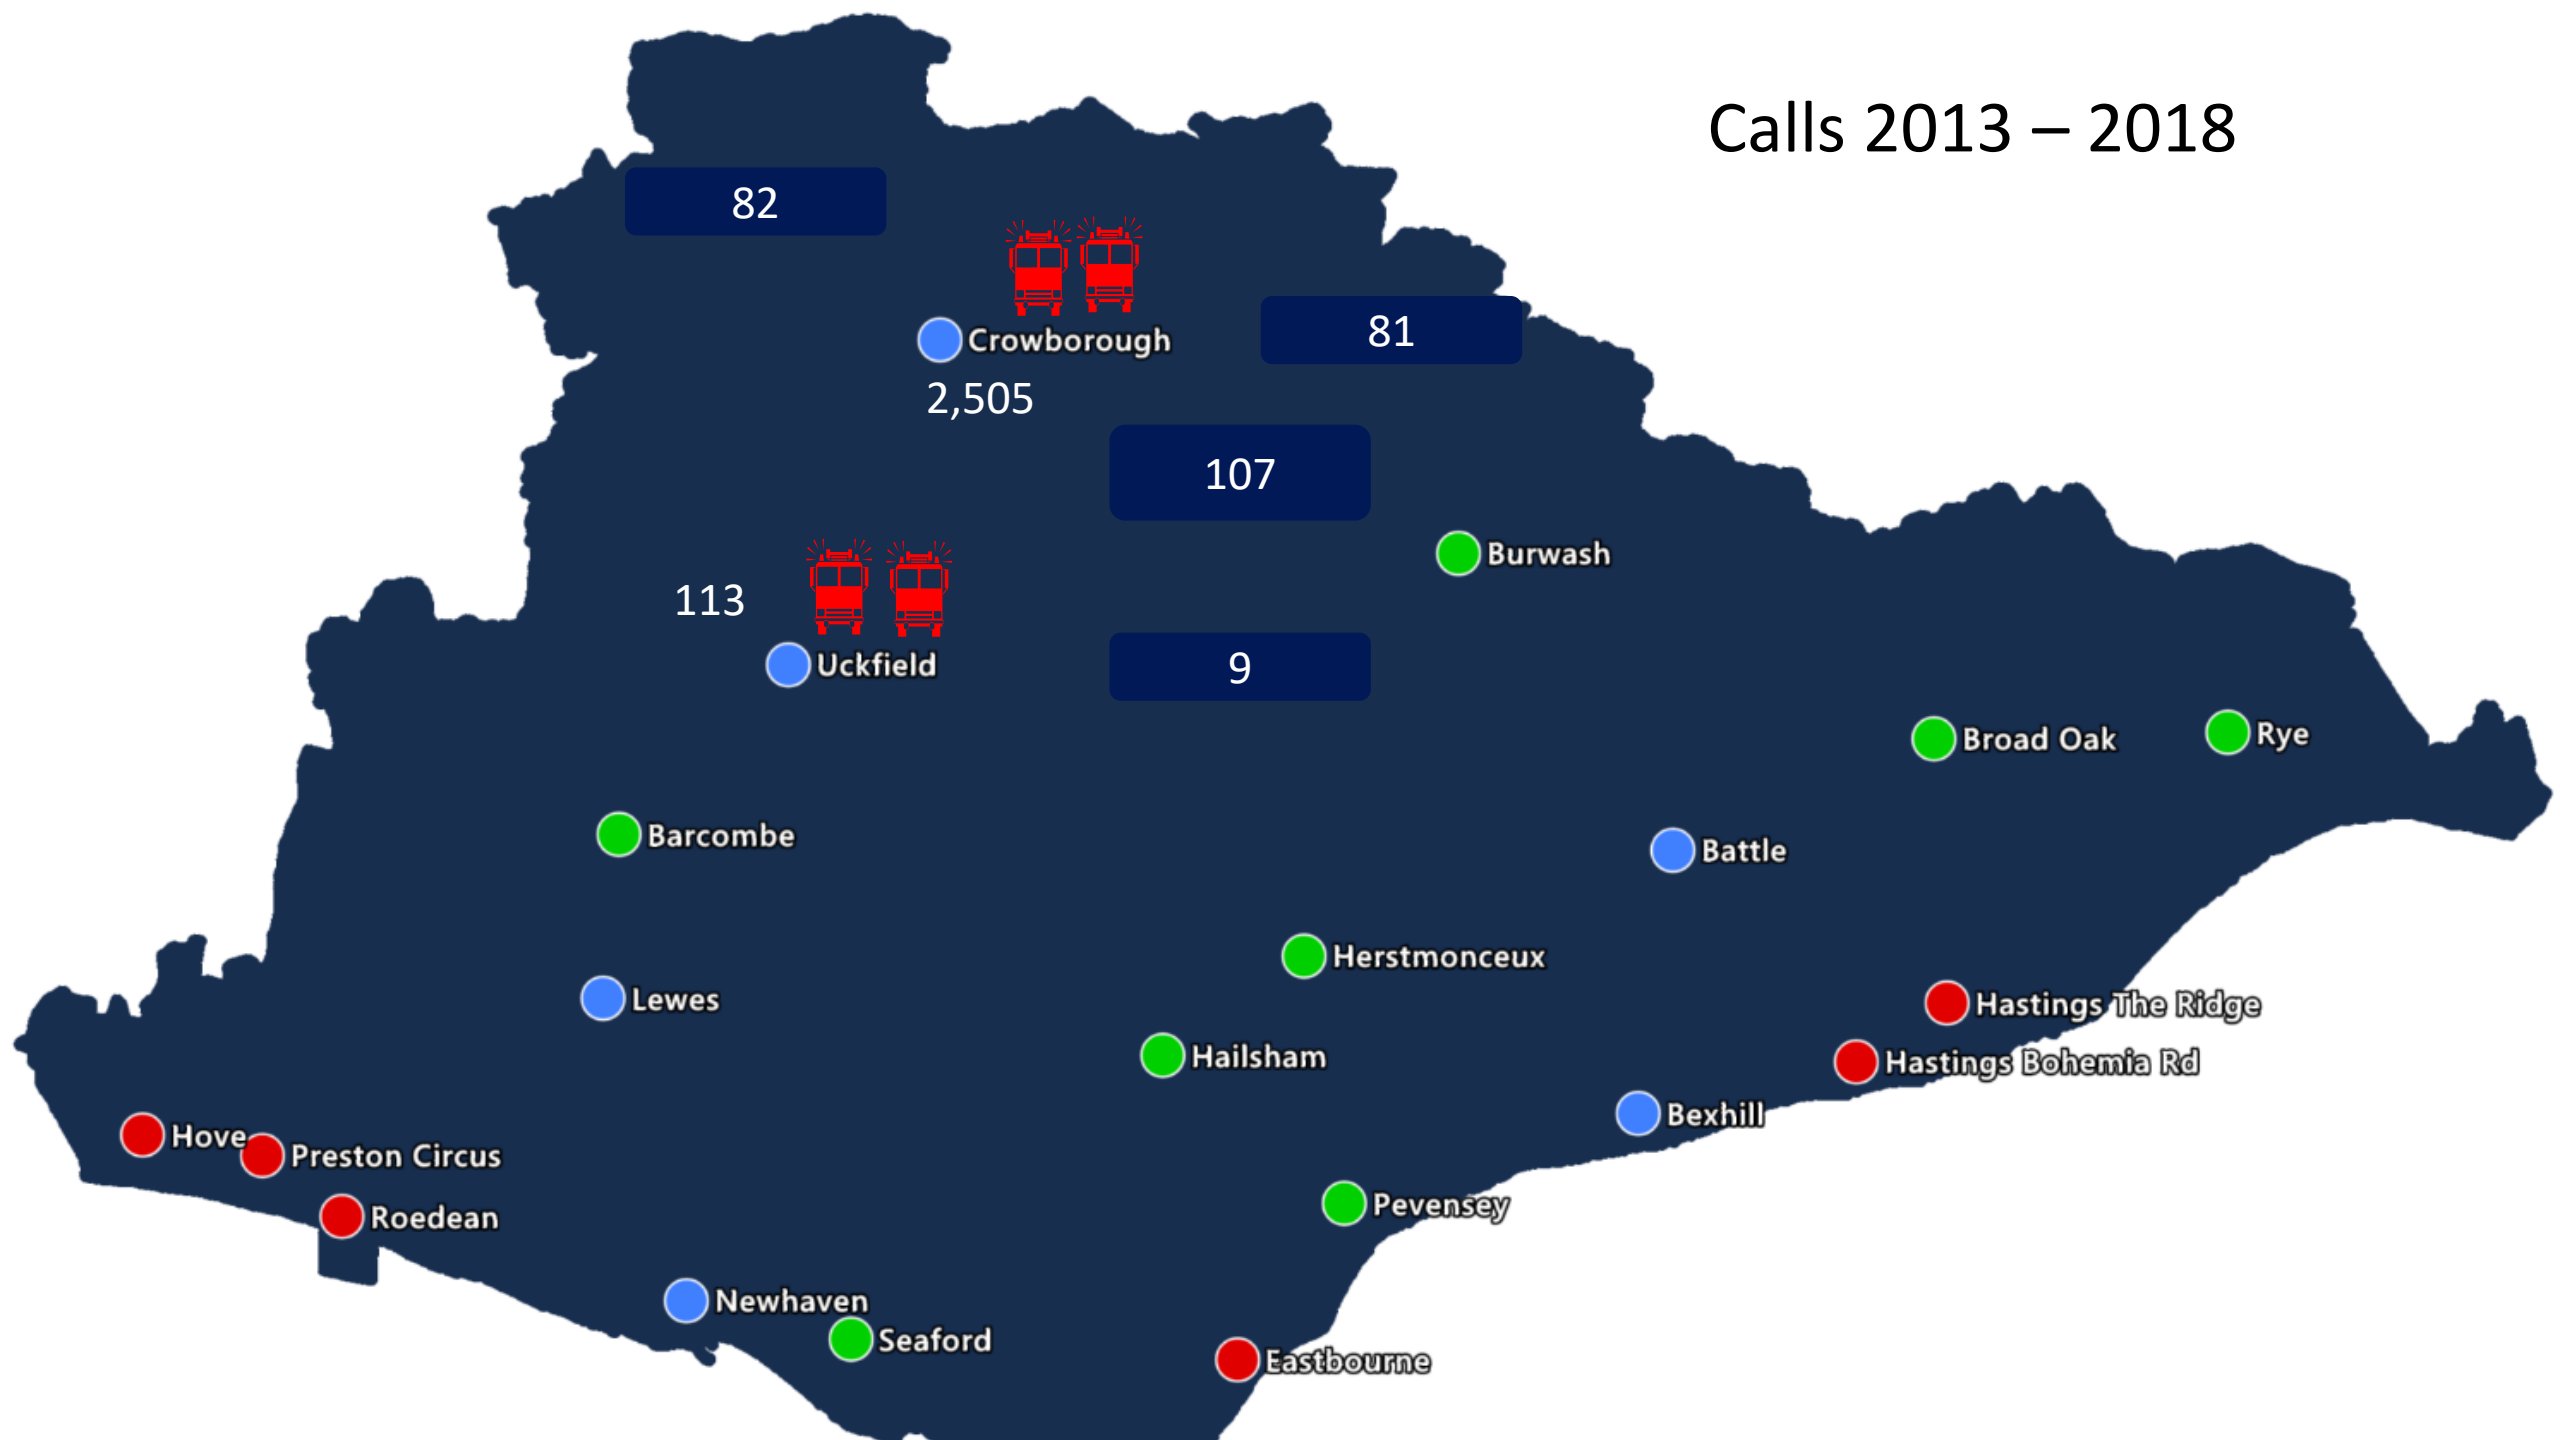 Calls 2013 – 2018
82
Crowborough
81
2,505
107
Burwash
113
Uckfield
9
Broad Oak
Rye
Barcombe
Battle
Herstmonceux
Lewes
Hastings The Ridge
Hailsham
Hastings Bohemia Rd
Bexhill
Hove
Preston Circus
Pevensey
Roedean
Newhaven
Seaford
Eastbourne